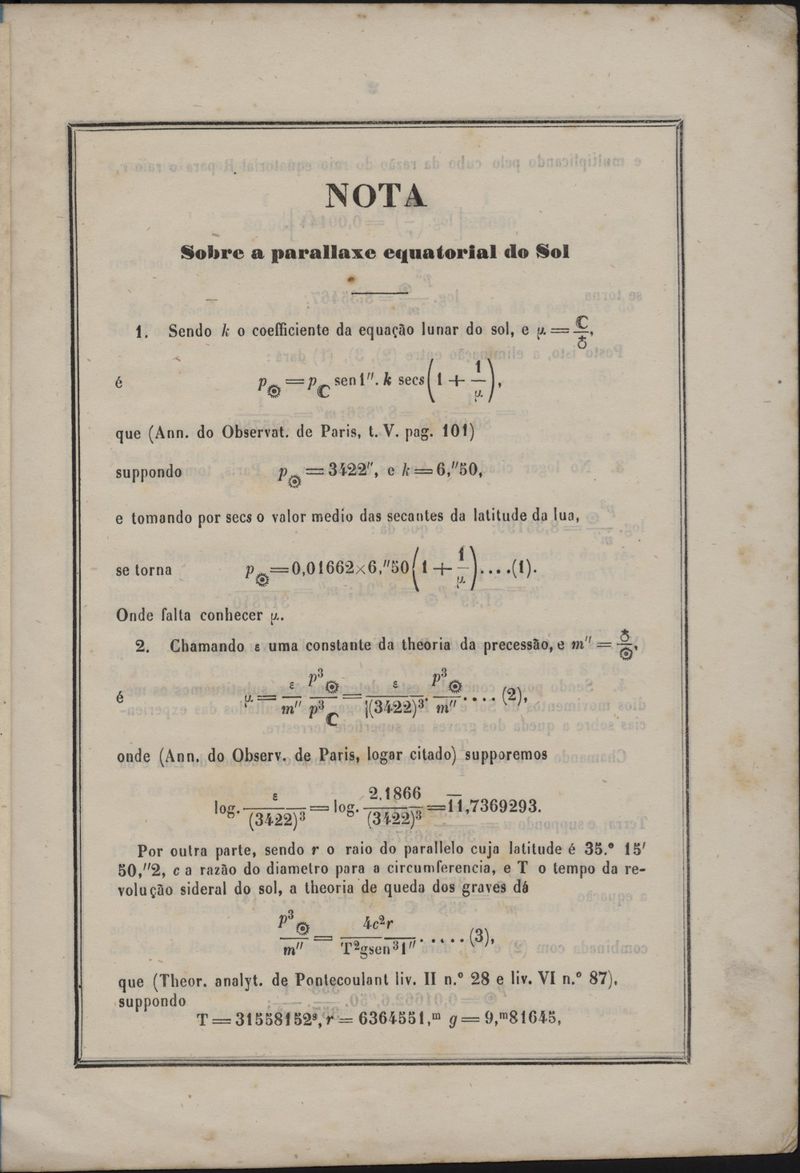 NOTA
Sobre a parallaxe equatorial do Sol
1. Sendo k o coefficiente da equação lunar do sol, e μ = ☾/♁,
é p☉ = p☾ sen 1″. k secs (1 + 1/μ),
que (Ann. do Observat. de Paris, t. V. pag. 101)
suppondo p☉ = 3422″, e k = 6,″50,
e tomando por secs o valor medio das secantes da latitude da lua,
se torna p☉ = 0,01662×6,″50 (1 + 1/μ)....(1).
Onde falta conhecer μ.
2. Chamando ε uma constante da theoria da precessão, e m″ = ♁/☉,
é μ = ε/m″ p³☉/p³☾ = ε/(3422)³ · p³☉/m″ .... (2),
onde (Ann. do Observ. de Paris, logar citado) supporemos
log. ε/(3422)³ = log. 2,1866/(3422)³ = 1̅1̅,7369293.
Por outra parte, sendo r o raio do parallelo cuja latitude é 35.° 15′
50,″2, c a razão do diametro para a circumferencia, e T o tempo da re-
volução sideral do sol, a theoria de queda dos graves dá
p³☉/m″ = 4c²r/T²gsen³1″ ..... (3),
que (Theor. analyt. de Pontecoulant liv. II n.° 28 e liv. VI n.° 87),
suppondo
T = 31558152ˢ, r = 6364551,ᵐ g = 9,ᵐ81645,